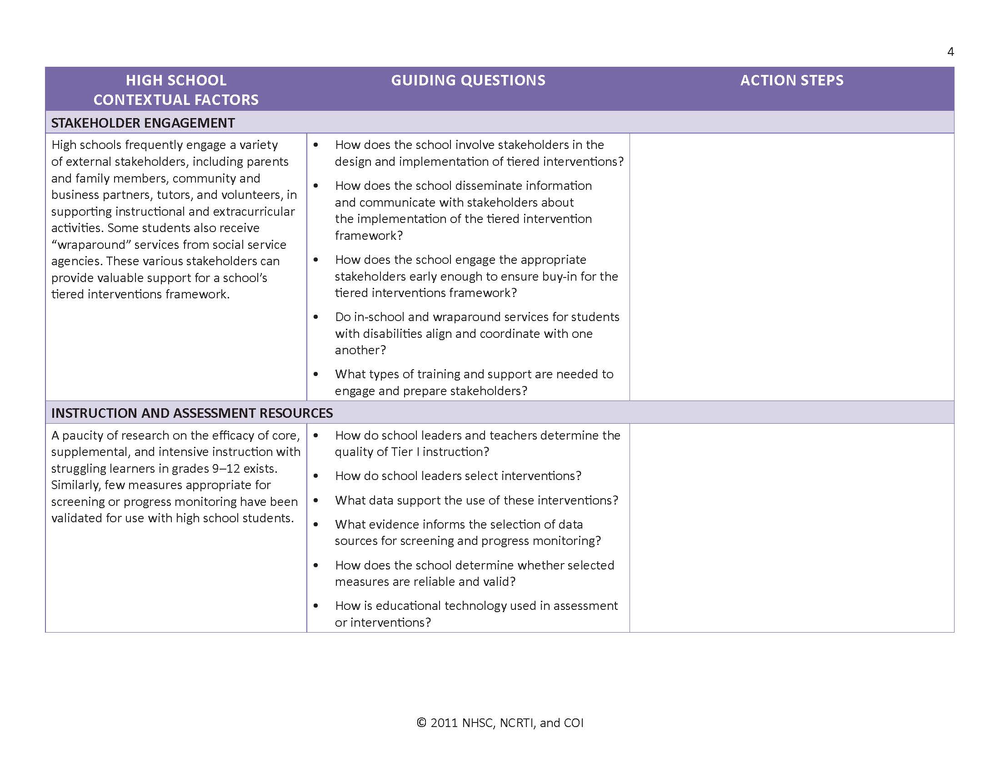 4
HIGH SCHOOL
CONTEXTUAL FACTORS
GUIDING QUESTIONS
ACTION STEPS
STAKEHOLDER ENGAGEMENT
High schools frequently engage a variety
of external stakeholders, including parents
and family members, community and
business partners, tutors, and volunteers, in
supporting instructional and extracurricular
activities. Some students also receive
“wraparound” services from social service
agencies. These various stakeholders can
provide valuable support for a school’s
tiered interventions framework.
• How does the school involve stakeholders in the
design and implementation of tiered interventions?
• How does the school disseminate information
and communicate with stakeholders about
the implementation of the tiered intervention
framework?
• How does the school engage the appropriate
stakeholders early enough to ensure buy-in for the
tiered interventions framework?
• Do in-school and wraparound services for students
with disabilities align and coordinate with one
another?
• What types of training and support are needed to
engage and prepare stakeholders?
INSTRUCTION AND ASSESSMENT RESOURCES
A paucity of research on the efficacy of core,
supplemental, and intensive instruction with
struggling learners in grades 9–12 exists.
Similarly, few measures appropriate for
screening or progress monitoring have been
validated for use with high school students.
• How do school leaders and teachers determine the
quality of Tier I instruction?
• How do school leaders select interventions?
• What data support the use of these interventions?
• What evidence informs the selection of data
sources for screening and progress monitoring?
• How does the school determine whether selected
measures are reliable and valid?
• How is educational technology used in assessment
or interventions?
© 2011 NHSC, NCRTI, and COI